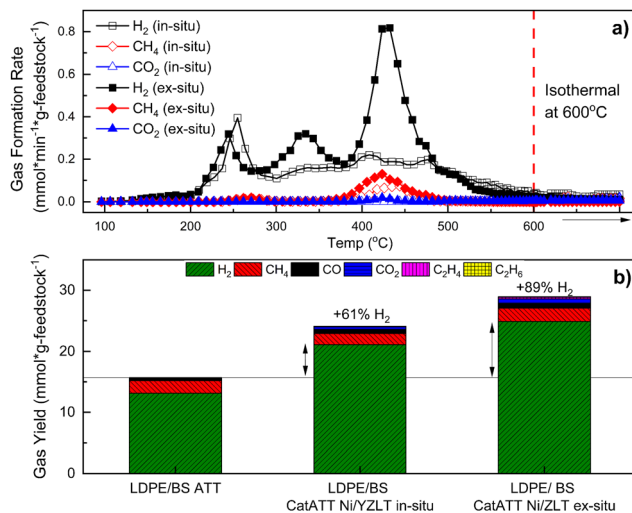 a)
H2 (in-situ)
CH4 (in-situ)
CO2 (in-situ)
H2 (ex-situ)
CH4 (ex-situ)
CO2 (ex-situ)
Isothermal
at 600°C
Gas Formation Rate
(mmol*min-1*g-feedstock-1)
0.8
0.6
0.4
0.2
0.0
100 200 300 400 500 600 700
Temp (°C)
b)
H2 CH4 CO CO2 C2H4 C2H6
+61% H2
+89% H2
Gas Yield (mmol*g-feedstock-1)
30
20
10
0
LDPE/BS ATT
LDPE/BS
CatATT Ni/YZLT in-situ
LDPE/ BS
CatATT Ni/ZLT ex-situ